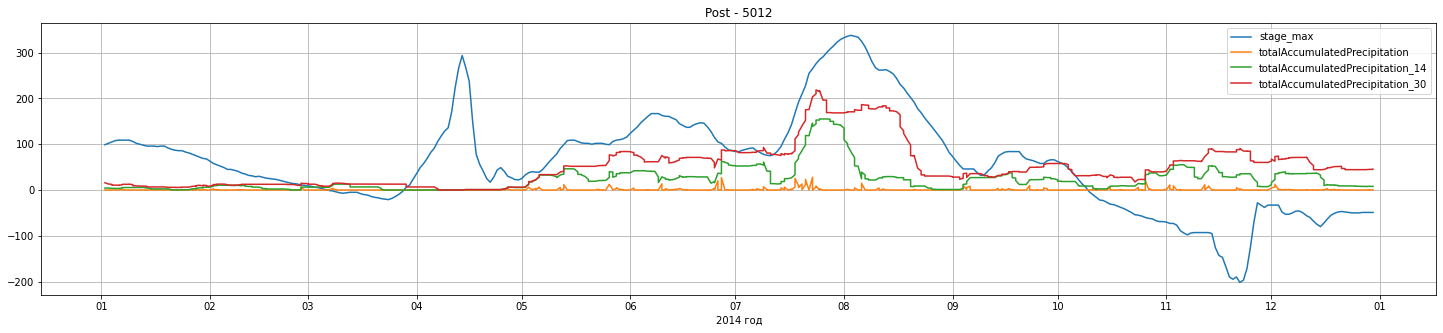 Post - 5012
stage_max
totalAccumulatedPrecipitation
totalAccumulatedPrecipitation_14
totalAccumulatedPrecipitation_30
300
200
100
0
−100
−200
01 02 03 04 05 06 07 08 09 10 11 12 01
2014 год